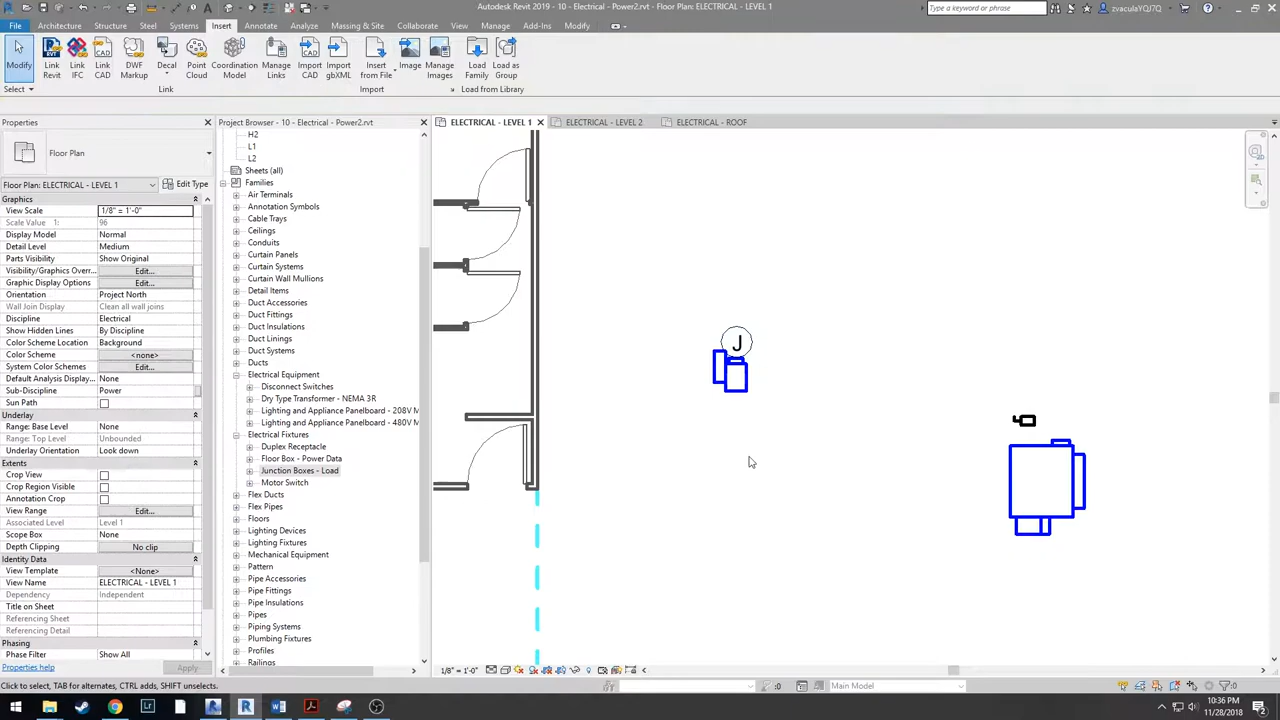 Autodesk Revit 2019 - 10 - Electrical - Power2.rvt - Floor Plan: ELECTRICAL - LEVEL 1
Type a keyword or phrase
zvaculaYQJ7Q
File Architecture Structure Steel Systems Insert Annotate Analyze Massing & Site Collaborate View Manage Add-Ins Modify
Modify
Link Revit
Link IFC
Link CAD
DWF Markup
Decal
Point Cloud
Coordination Model
Manage Links
Import CAD
Import gbXML
Insert from File
Image
Manage Images
Load Family
Load as Group
Select Link Import Load from Library
Properties
Project Browser - 10 - Electrical - Power2.rvt
ELECTRICAL - LEVEL 1 ELECTRICAL - LEVEL 2 ELECTRICAL - ROOF
Floor Plan
Floor Plan: ELECTRICAL - LEVEL 1 Edit Type
Graphics
View Scale 1/8" = 1'-0"
Scale Value 1: 96
Display Model Normal
Detail Level Medium
Parts Visibility Show Original
Visibility/Graphics Overr... Edit...
Graphic Display Options Edit...
Orientation Project North
Wall Join Display Clean all wall joins
Discipline Electrical
Show Hidden Lines By Discipline
Color Scheme Location Background
Color Scheme <none>
System Color Schemes Edit...
Default Analysis Display... None
Sub-Discipline Power
Sun Path
Underlay
Range: Base Level None
Range: Top Level Unbounded
Underlay Orientation Look down
Extents
Crop View
Crop Region Visible
Annotation Crop
View Range Edit...
Associated Level Level 1
Scope Box None
Depth Clipping No clip
Identity Data
View Template <None>
View Name ELECTRICAL - LEVEL 1
Dependency Independent
Title on Sheet
Referencing Sheet
Referencing Detail
Phasing
Phase Filter Show All
Properties help Apply
H2
L1
L2
Sheets (all)
Families
Air Terminals
Annotation Symbols
Cable Trays
Ceilings
Conduits
Curtain Panels
Curtain Systems
Curtain Wall Mullions
Detail Items
Duct Accessories
Duct Fittings
Duct Insulations
Duct Linings
Duct Systems
Ducts
Electrical Equipment
Disconnect Switches
Dry Type Transformer - NEMA 3R
Lighting and Appliance Panelboard - 208V M
Lighting and Appliance Panelboard - 480V M
Electrical Fixtures
Duplex Receptacle
Floor Box - Power Data
Junction Boxes - Load
Motor Switch
Flex Ducts
Flex Pipes
Floors
Lighting Devices
Lighting Fixtures
Mechanical Equipment
Pattern
Pipe Accessories
Pipe Fittings
Pipe Insulations
Pipes
Piping Systems
Plumbing Fixtures
Profiles
Railings
J
1/8" = 1'-0"
Click to select, TAB for alternates, CTRL adds, SHIFT unselects.
:0 Main Model :0
10:36 PM
11/28/2018